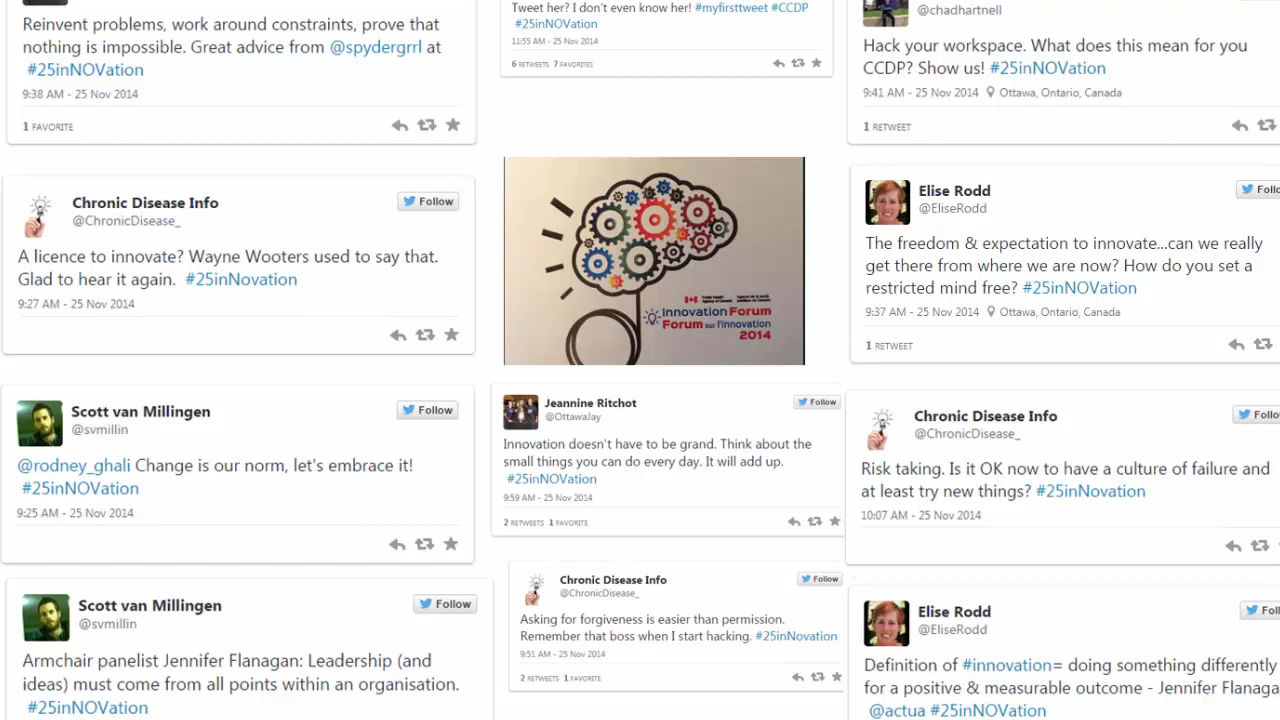 Reinvent problems, work around constraints, prove that
nothing is impossible. Great advice from @spydergrrl at
#25inNOVation
9:38 AM - 25 Nov 2014
1 FAVORITE
Tweet her? I don't even know her! #myfirsttweet #CCDP
#25inNOVation
11:55 AM - 25 Nov 2014
6 RETWEETS 7 FAVORITES
@chadhartnell
Hack your workspace. What does this mean for you
CCDP? Show us! #25inNOVation
9:41 AM - 25 Nov 2014 Ottawa, Ontario, Canada
1 RETWEET
Chronic Disease Info
@ChronicDisease_
Follow
A licence to innovate? Wayne Wooters used to say that.
Glad to hear it again. #25inNovation
9:27 AM - 25 Nov 2014
Public Health
Agency of Canada
Agence de la santé
publique du Canada
Innovation Forum
Forum sur l'innovation
2014
Elise Rodd
@EliseRodd
Follo
The freedom & expectation to innovate...can we really
get there from where we are now? How do you set a
restricted mind free? #25inNOVation
9:37 AM - 25 Nov 2014 Ottawa, Ontario, Canada
1 RETWEET
Scott van Millingen
@svmillin
Follow
@rodney_ghali Change is our norm, let's embrace it!
#25inNOVation
9:25 AM - 25 Nov 2014
Jeannine Ritchot
@OttawaJay
Follow
Innovation doesn't have to be grand. Think about the
small things you can do every day. It will add up.
#25inNOVation
9:59 AM - 25 Nov 2014
2 RETWEETS 1 FAVORITE
Chronic Disease Info
@ChronicDisease_
Follo
Risk taking. Is it OK now to have a culture of failure and
at least try new things? #25inNovation
10:07 AM - 25 Nov 2014
Scott van Millingen
@svmillin
Follow
Armchair panelist Jennifer Flanagan: Leadership (and
ideas) must come from all points within an organisation.
#25inNOVation
Chronic Disease Info
@ChronicDisease_
Follow
Asking for forgiveness is easier than permission.
Remember that boss when I start hacking. #25inNovation
9:51 AM - 25 Nov 2014
2 RETWEETS 1 FAVORITE
Elise Rodd
@EliseRodd
Foll
Definition of #innovation= doing something differently
for a positive & measurable outcome - Jennifer Flanaga
@actua #25inNOVation